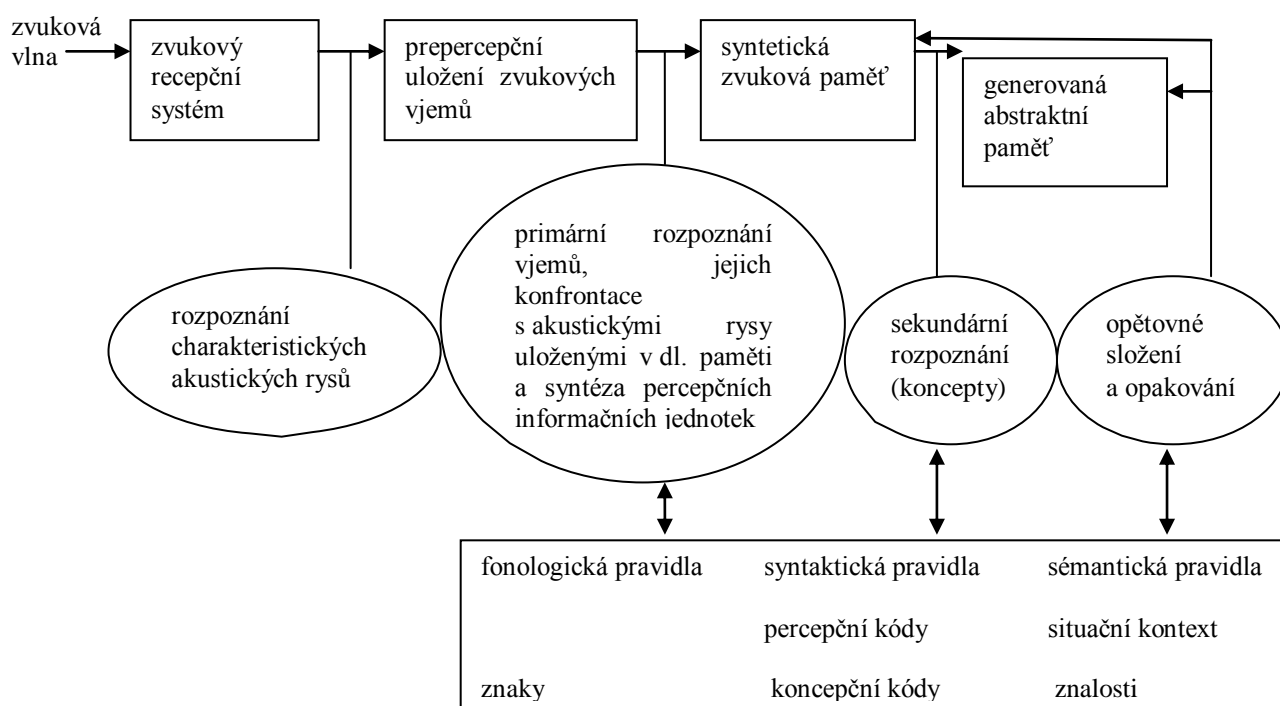 zvuková
vlna
zvukový
recepční
systém
prepercepční
uložení zvukových
vjemů
syntetická
zvuková paměť
generovaná
abstraktní
paměť
rozpoznání
charakteristických
akustických rysů
primární rozpoznání
vjemů, jejich
konfrontace
s akustickými rysy
uloženými v dl. paměti
a syntéza percepčních
informačních jednotek
sekundární
rozpoznání
(koncepty)
opětovné
složení
a opakování
fonologická pravidla syntaktická pravidla sémantická pravidla
percepční kódy situační kontext
znaky koncepční kódy znalosti